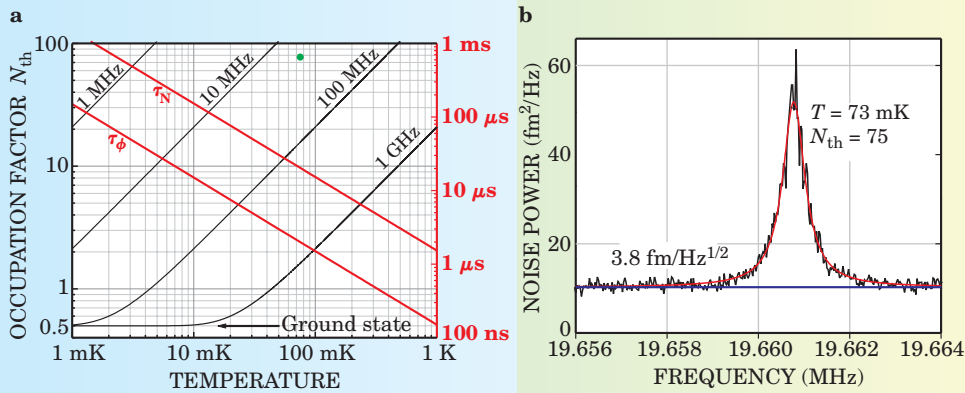 a
OCCUPATION FACTOR Nth
100
10
1
0.5
1 MHz
10 MHz
100 MHz
1 GHz
τN
τϕ
Ground state
1 ms
100 μs
10 μs
1 μs
100 ns
1 mK
10 mK
100 mK
1 K
TEMPERATURE
b
NOISE POWER (fm²/Hz)
60
40
20
0
T = 73 mK
Nth = 75
3.8 fm/Hz1/2
19.656
19.658
19.660
19.662
19.664
FREQUENCY (MHz)